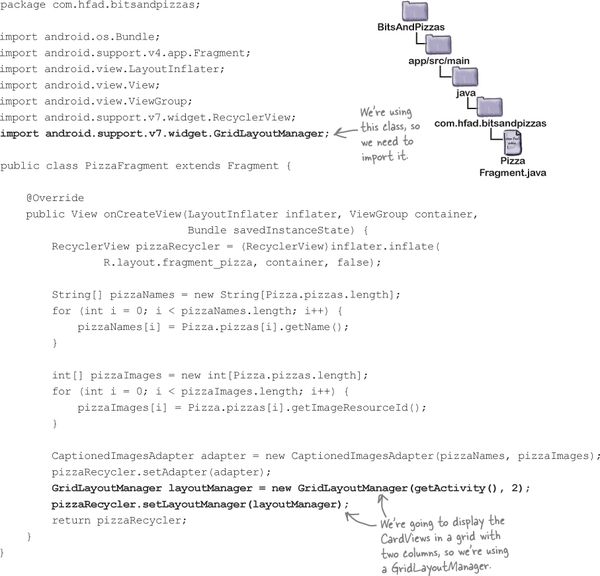 package com.hfad.bitsandpizzas;
import android.os.Bundle;
import android.support.v4.app.Fragment;
import android.view.LayoutInflater;
import android.view.View;
import android.view.ViewGroup;
import android.support.v7.widget.RecyclerView;
import android.support.v7.widget.GridLayoutManager;
We're using
this class, so
we need to
import it.
BitsAndPizzas
app/src/main
java
com.hfad.bitsandpizzas
Pizza
Fragment.java
public class PizzaFragment extends Fragment {
@Override
public View onCreateView(LayoutInflater inflater, ViewGroup container,
Bundle savedInstanceState) {
RecyclerView pizzaRecycler = (RecyclerView)inflater.inflate(
R.layout.fragment_pizza, container, false);
String[] pizzaNames = new String[Pizza.pizzas.length];
for (int i = 0; i < pizzaNames.length; i++) {
pizzaNames[i] = Pizza.pizzas[i].getName();
}
int[] pizzaImages = new int[Pizza.pizzas.length];
for (int i = 0; i < pizzaImages.length; i++) {
pizzaImages[i] = Pizza.pizzas[i].getImageResourceId();
}
CaptionedImagesAdapter adapter = new CaptionedImagesAdapter(pizzaNames, pizzaImages);
pizzaRecycler.setAdapter(adapter);
GridLayoutManager layoutManager = new GridLayoutManager(getActivity(), 2);
pizzaRecycler.setLayoutManager(layoutManager);
return pizzaRecycler;
}
}
We're going to display the
CardViews in a grid with
two columns, so we're using
a GridLayoutManager.